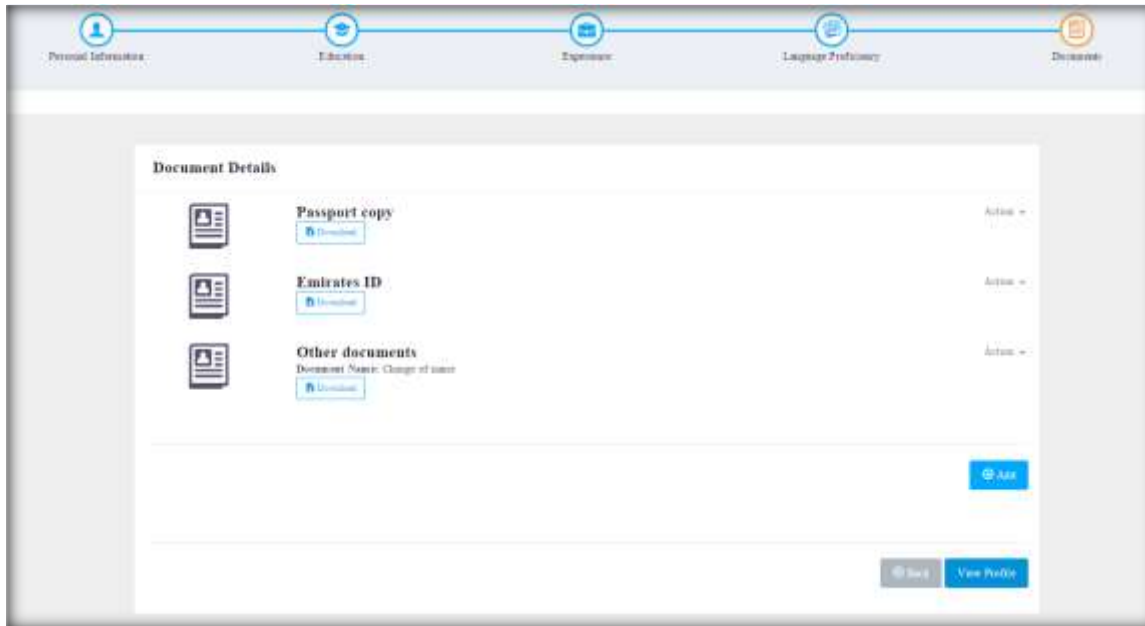 Personal Information
Education
Experience
Language Proficiency
Documents
Document Details
Passport copy
Action
Download
Emirates ID
Action
Download
Other documents
Action
Document Name: Change of name
Download
Add
Back
View Profile